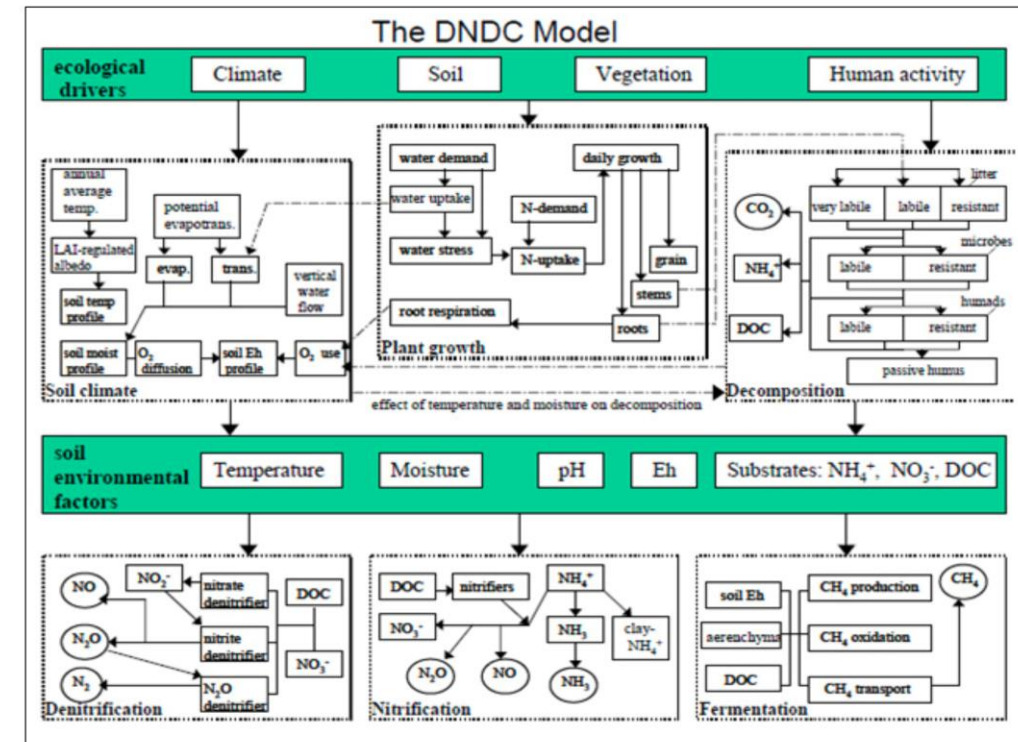 The DNDC Model
ecological
drivers
Climate
Soil
Vegetation
Human activity
annual
average
temp.
potential
evapotrans.
LAI-regulated
albedo
evap.
trans.
vertical
water
flow
soil temp
profile
soil moist
profile
O₂
diffusion
soil Eh
profile
O₂ use
Soil climate
water demand
daily growth
water uptake
N-demand
water stress
N-uptake
grain
stems
root respiration
roots
Plant growth
litter
CO₂
very labile
labile
resistant
microbes
NH₄⁺
labile
resistant
humads
DOC
labile
resistant
passive humus
Decomposition
effect of temperature and moisture on decomposition
soil
environmental
factors
Temperature
Moisture
pH
Eh
Substrates: NH₄⁺, NO₃⁻, DOC
NO
NO₂⁻
nitrate
denitrifier
DOC
N₂O
nitrite
denitrifier
NO₃⁻
N₂
N₂O
denitrifier
Denitrification
DOC
nitrifiers
NH₄⁺
NO₃⁻
NH₃
clay-
NH₄⁺
N₂O
NO
NH₃
Nitrification
soil Eh
CH₄ production
CH₄
aerenchyma
CH₄ oxidation
DOC
CH₄ transport
Fermentation